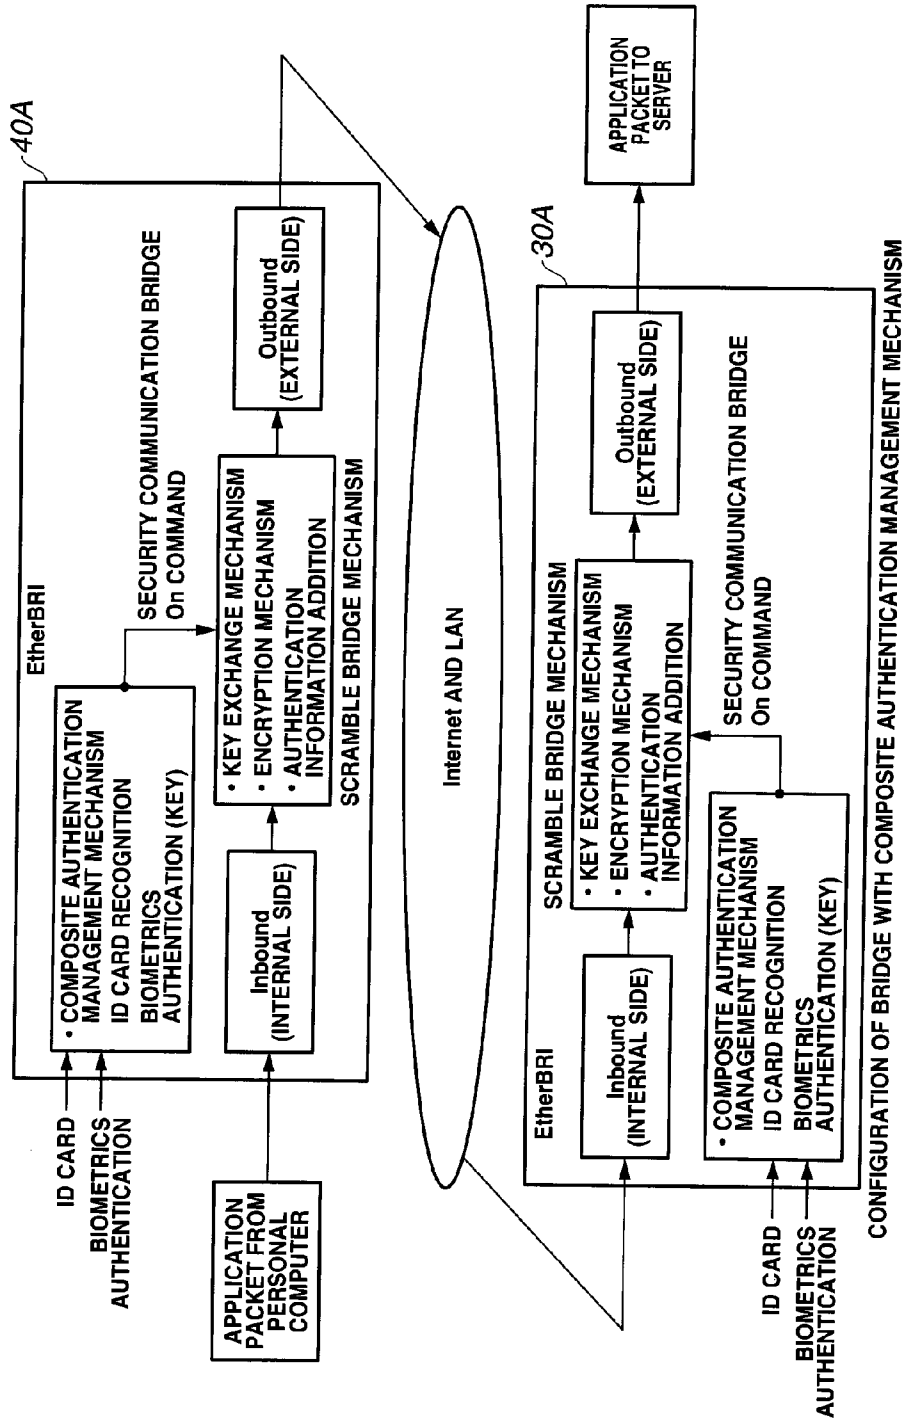 40A
EtherBRI
ID CARD
BIOMETRICS
AUTHENTICATION
• COMPOSITE AUTHENTICATION
MANAGEMENT MECHANISM
ID CARD RECOGNITION
BIOMETRICS
AUTHENTICATION (KEY)
SECURITY COMMUNICATION BRIDGE
On COMMAND
APPLICATION
PACKET FROM
PERSONAL
COMPUTER
Inbound
(INTERNAL SIDE)
• KEY EXCHANGE MECHANISM
• ENCRYPTION MECHANISM
• AUTHENTICATION
INFORMATION ADDITION
SCRAMBLE BRIDGE MECHANISM
Outbound
(EXTERNAL SIDE)
Internet AND LAN
30A
EtherBRI
Inbound
(INTERNAL SIDE)
SCRAMBLE BRIDGE MECHANISM
• KEY EXCHANGE MECHANISM
• ENCRYPTION MECHANISM
• AUTHENTICATION
INFORMATION ADDITION
Outbound
(EXTERNAL SIDE)
APPLICATION
PACKET TO
SERVER
ID CARD
BIOMETRICS
AUTHENTICATION
• COMPOSITE AUTHENTICATION
MANAGEMENT MECHANISM
ID CARD RECOGNITION
BIOMETRICS
AUTHENTICATION (KEY)
SECURITY COMMUNICATION BRIDGE
On COMMAND
CONFIGURATION OF BRIDGE WITH COMPOSITE AUTHENTICATION MANAGEMENT MECHANISM